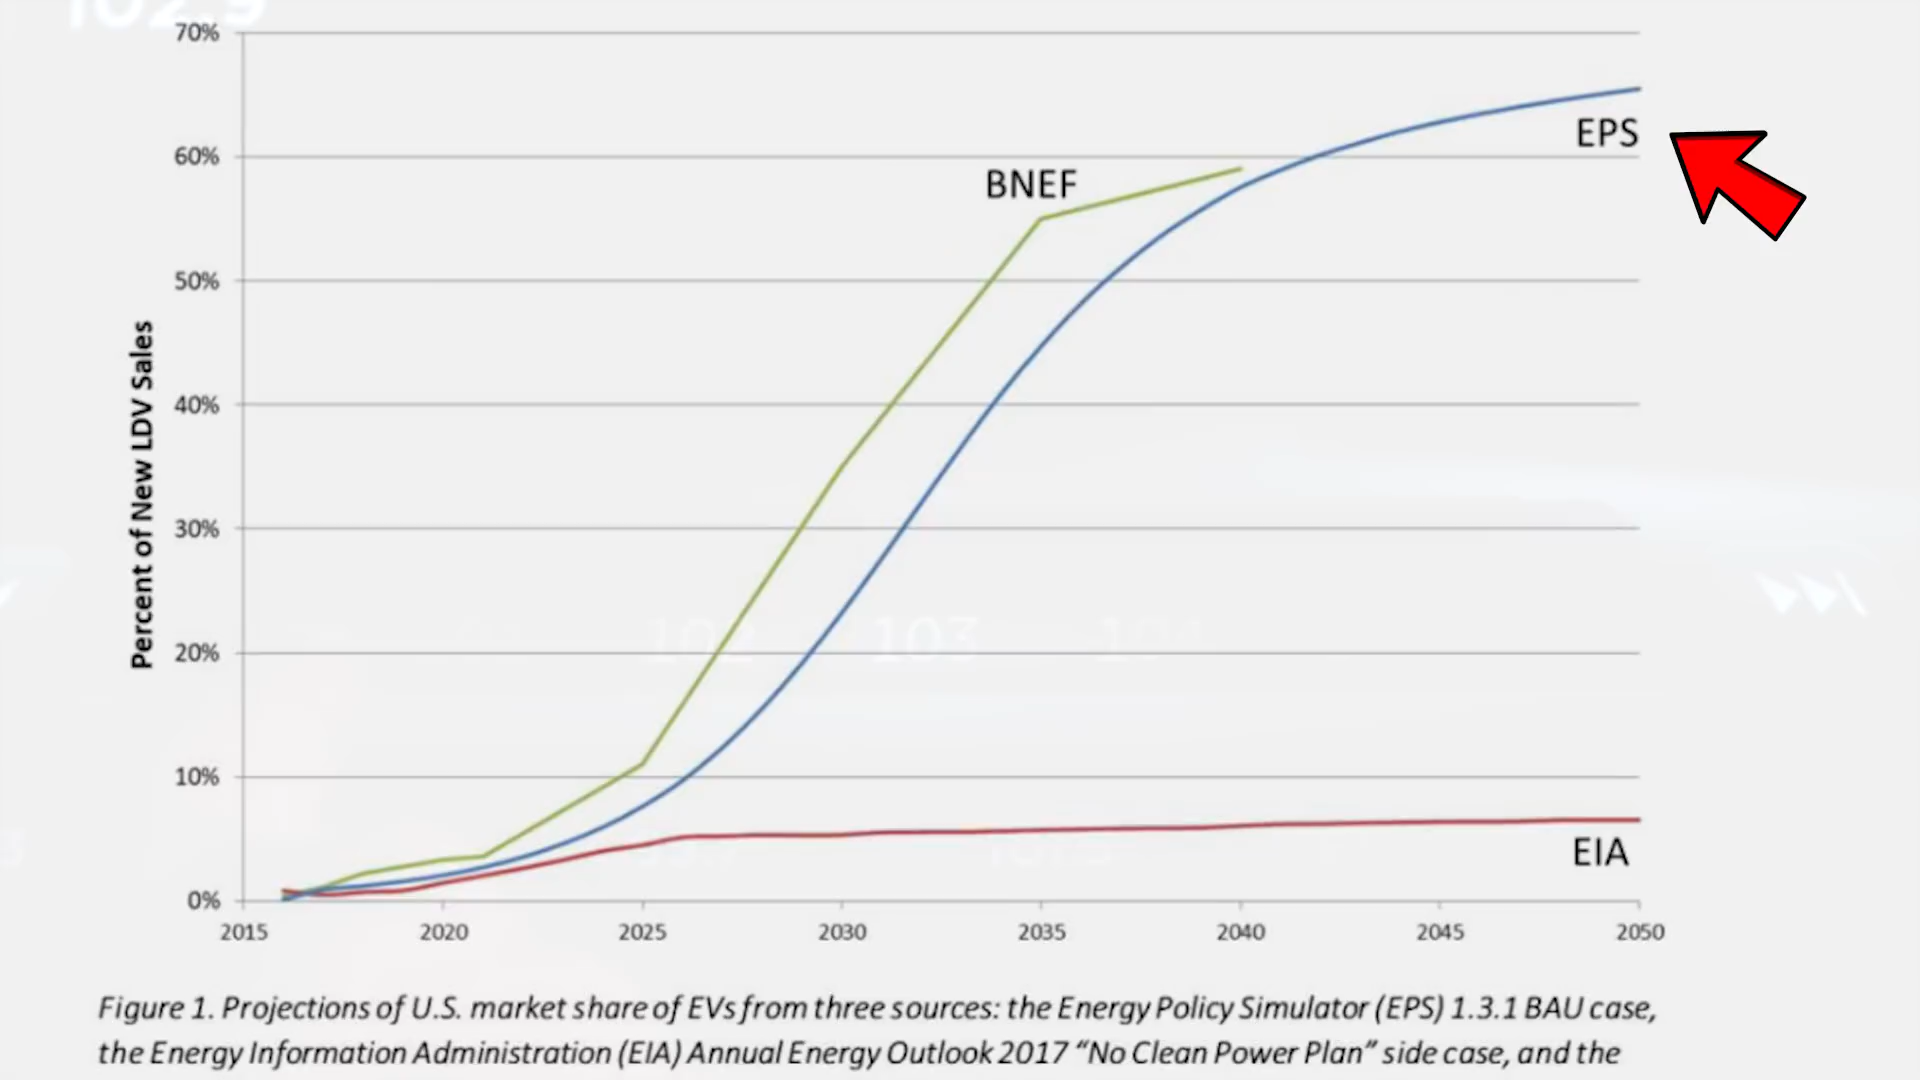 102.9
70%
EPS
60%
BNEF
50%
Percent of New LDV Sales
40%
30%
103
20%
10%
EIA
0%
2015 2020 2025 2030 2035 2040 2045 2050
Figure 1. Projections of U.S. market share of EVs from three sources: the Energy Policy Simulator (EPS) 1.3.1 BAU case,
the Energy Information Administration (EIA) Annual Energy Outlook 2017 “No Clean Power Plan” side case, and the